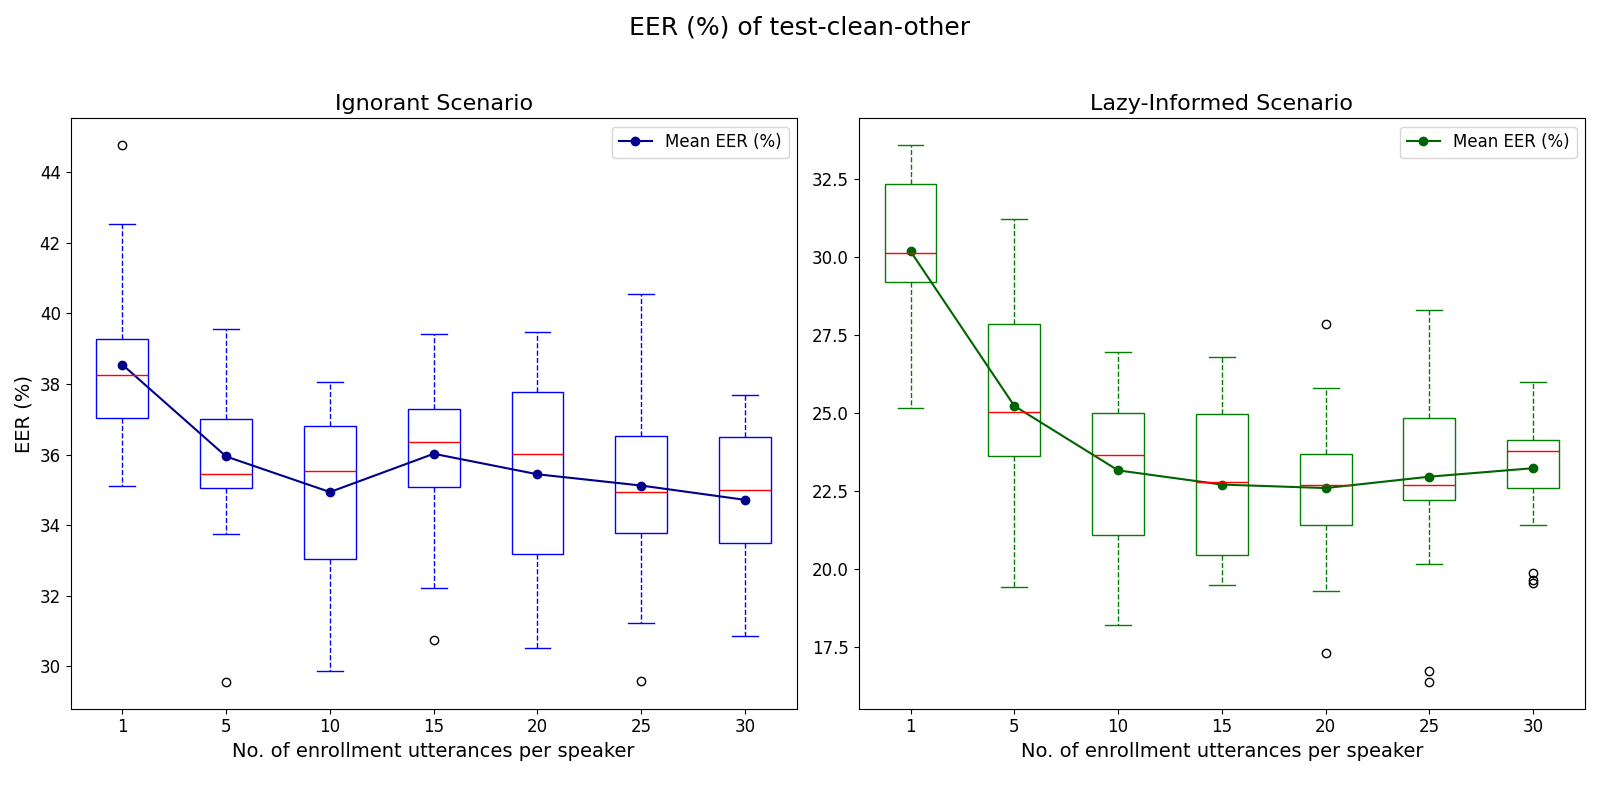 EER (%) of test-clean-other
Ignorant Scenario
Mean EER (%)
44
42
40
38
36
34
32
30
EER (%)
1 5 10 15 20 25 30
No. of enrollment utterances per speaker
Lazy-Informed Scenario
Mean EER (%)
32.5
30.0
27.5
25.0
22.5
20.0
17.5
1 5 10 15 20 25 30
No. of enrollment utterances per speaker